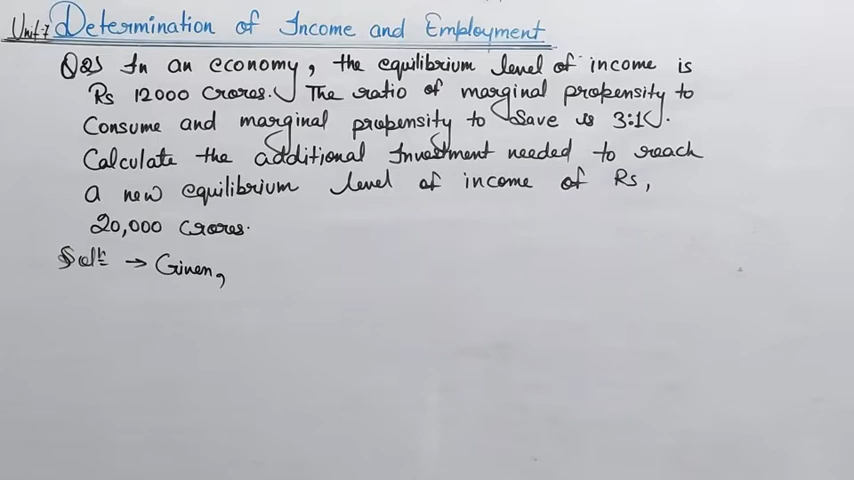 Unit-7 Determination of Income and Employment
Q2) In an economy, the equilibrium level of income is
Rs 12000 Crores. The ratio of marginal propensity to
Consume and marginal propensity to Save is 3:1.
Calculate the additional Investment needed to reach
a new equilibrium level of income of Rs,
20,000 Crores.
Solⁿ → Given,